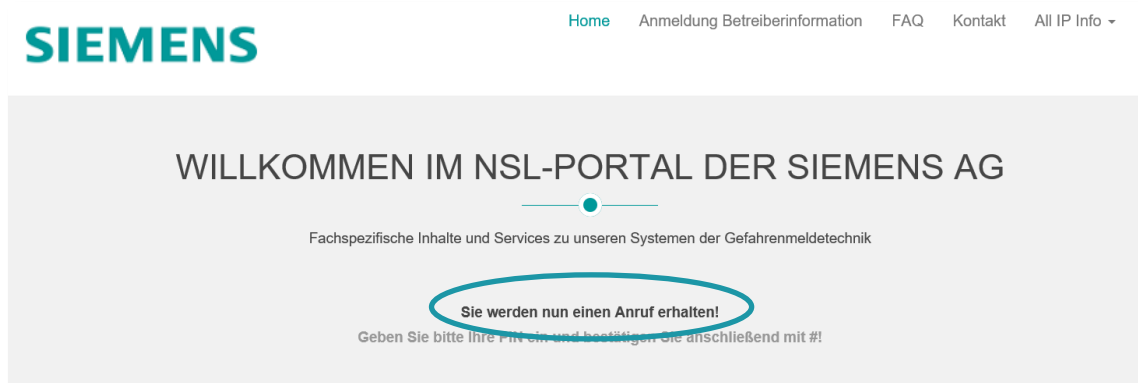 SIEMENS
Home Anmeldung Betreiberinformation FAQ Kontakt All IP Info
WILLKOMMEN IM NSL-PORTAL DER SIEMENS AG
Fachspezifische Inhalte und Services zu unseren Systemen der Gefahrenmeldetechnik
Sie werden nun einen Anruf erhalten!
Geben Sie bitte Ihre PIN ein und bestätigen Sie anschließend mit #!